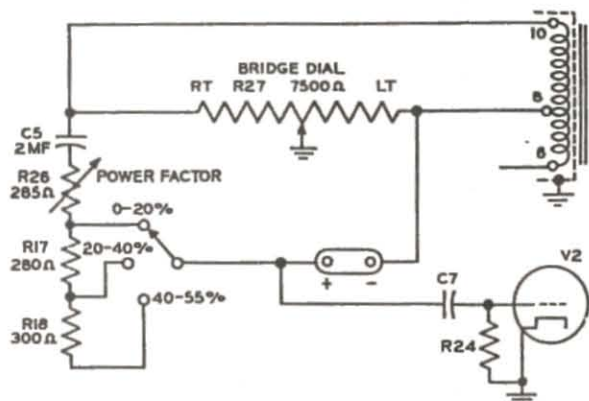 10
BRIDGE DIAL
RT R27 7500Ω LT
8
6
C5
2MF
R26
285Ω
POWER FACTOR
0-20%
R17
280Ω
20-40%
40-55%
R18
300Ω
+ -
C7
V2
R24